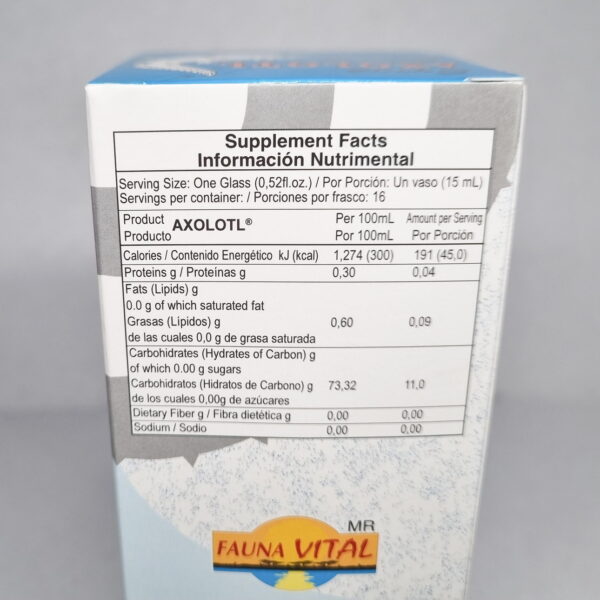 Supplement Facts
Información Nutrimental
Serving Size: One Glass (0,52fl.oz.) / Por Porción: Un vaso (15 mL)
Servings per container: / Porciones por frasco: 16
Product AXOLOTL® Per 100mL Amount per Serving
Producto Por 100mL Por Porción
Calories / Contenido Energético kJ (kcal) 1,274 (300) 191 (45,0)
Proteins g / Proteínas g 0,30 0,04
Fats (Lipids) g
0.0 g of which saturated fat
Grasas (Lípidos) g 0,60 0,09
de las cuales 0,0 g de grasa saturada
Carbohidrates (Hydrates of Carbon) g
of which 0.00 g sugars
Carbohidratos (Hidratos de Carbono) g 73,32 11,0
de los cuales 0,00g de azúcares
Dietary Fiber g / Fibra dietética g 0,00 0,00
Sodium / Sodio 0,00 0,00
MR
FAUNA VITAL